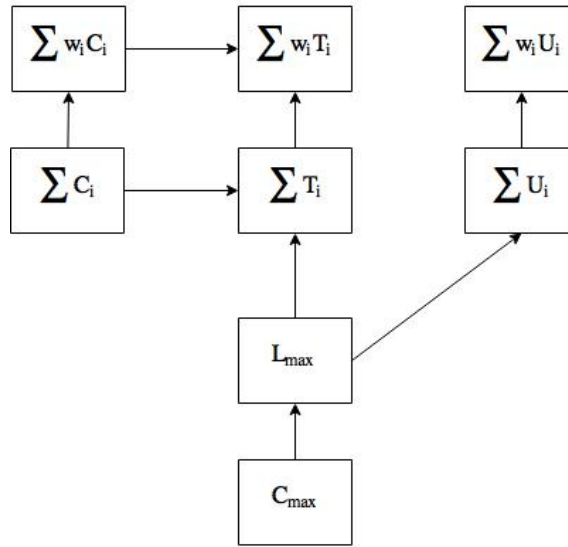 ∑ wᵢCᵢ
∑ wᵢTᵢ
∑ wᵢUᵢ
∑ Cᵢ
∑ Tᵢ
∑ Uᵢ
Lmax
Cmax